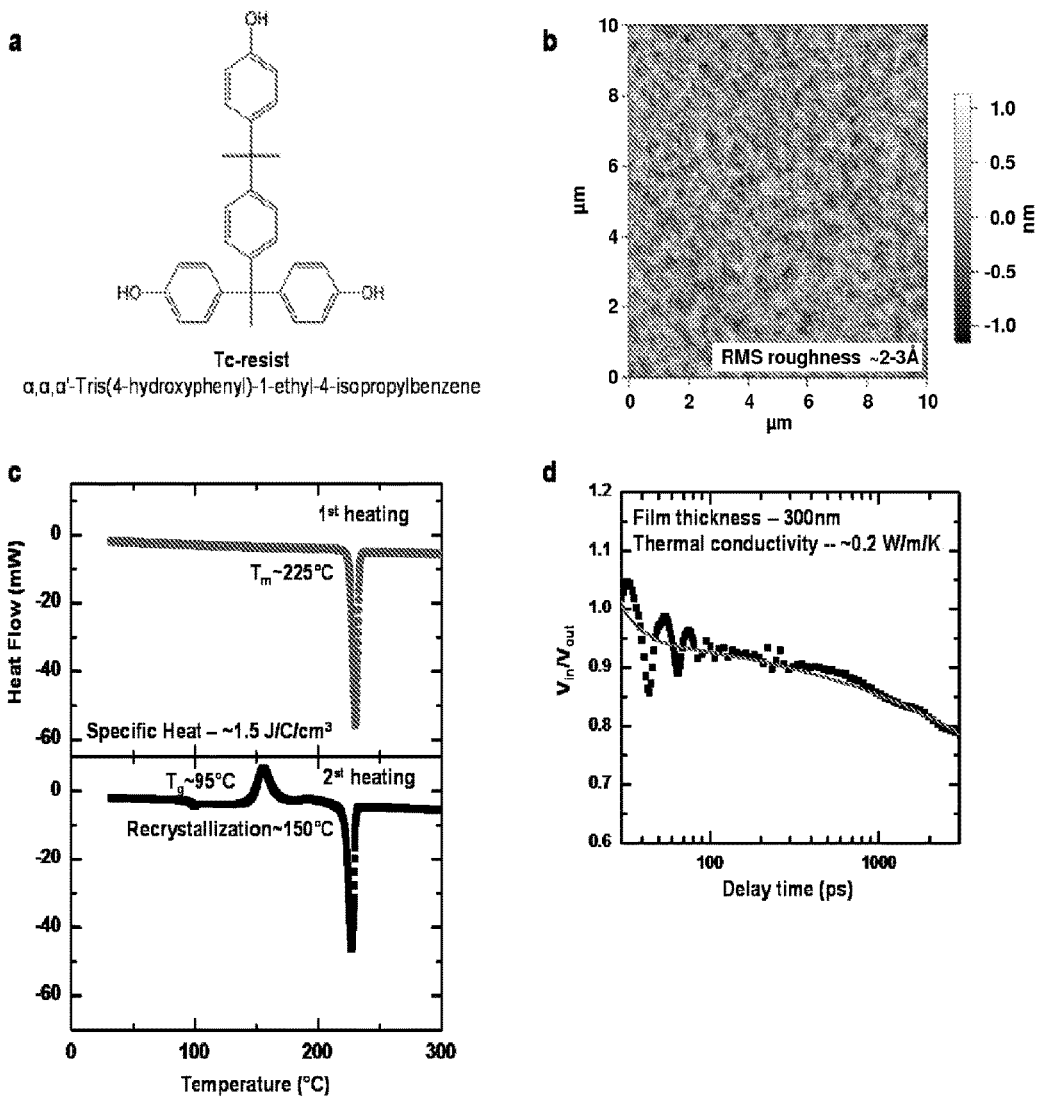 a
OH
HO
OH
Tc-resist
α,α,α'-Tris(4-hydroxyphenyl)-1-ethyl-4-isopropylbenzene
b
10
8
6
4
2
0
µm
0 2 4 6 8 10
µm
RMS roughness ~2-3Å
1.0
0.5
0.0
-0.5
-1.0
nm
c
1st heating
Tm~225°C
Specific Heat – ~1.5 J/C/cm³
0
-20
-40
-60
Heat Flow (mW)
Tg~95°C
2st heating
Recrystallization~150°C
0
-20
-40
-60
0 100 200 300
Temperature (°C)
d
Film thickness – 300nm
Thermal conductivity -- ~0.2 W/m/K
1.2
1.1
1.0
0.9
0.8
0.7
0.6
Vin/Vout
100 1000
Delay time (ps)